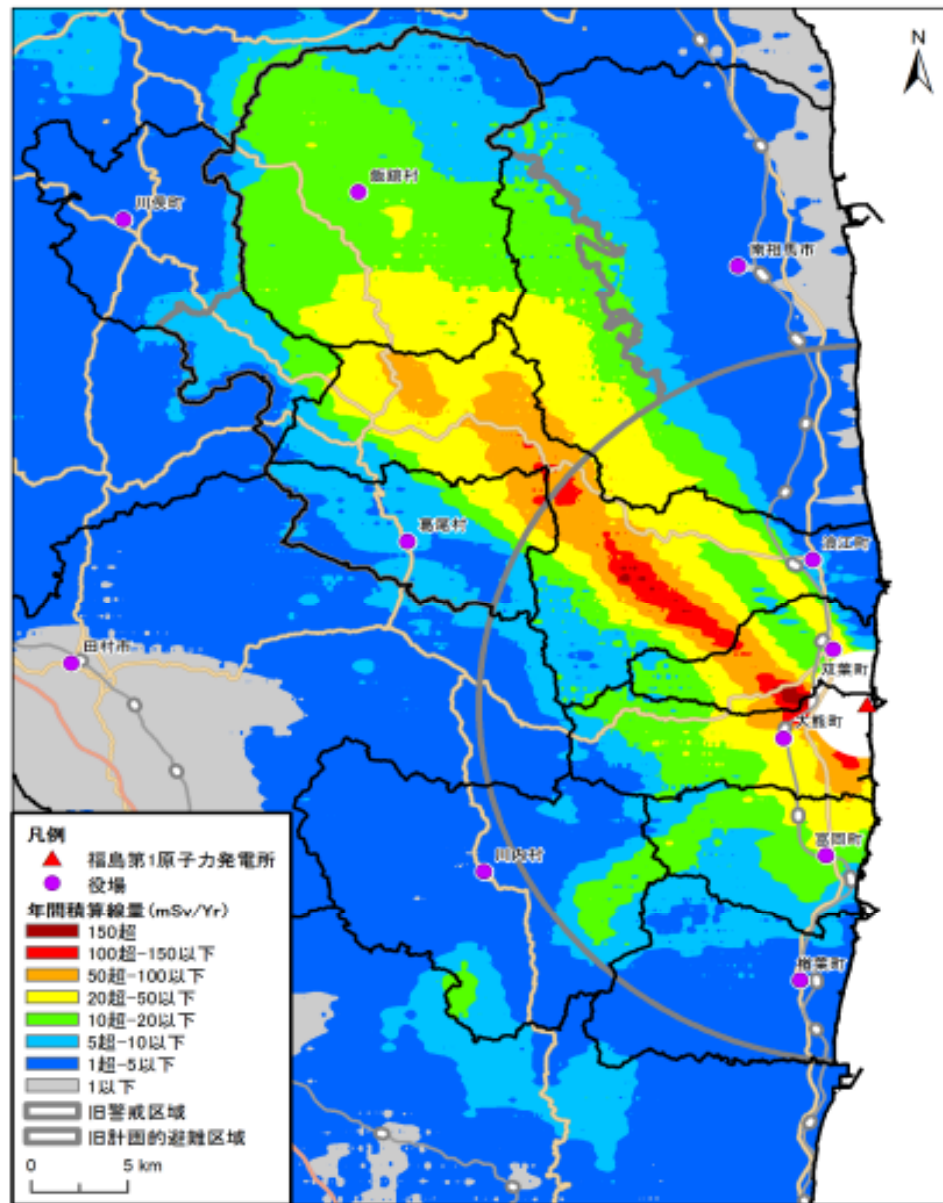 N
飯舘村
川俣町
南相馬市
浪江町
葛尾村
双葉町
田村市
大熊町
富岡町
川内村
楢葉町
凡例
福島第1原子力発電所
役場
年間積算線量(mSv/Yr)
150超
100超-150以下
50超-100以下
20超-50以下
10超-20以下
5超-10以下
1超-5以下
1以下
旧警戒区域
旧計画的避難区域
0 5 km